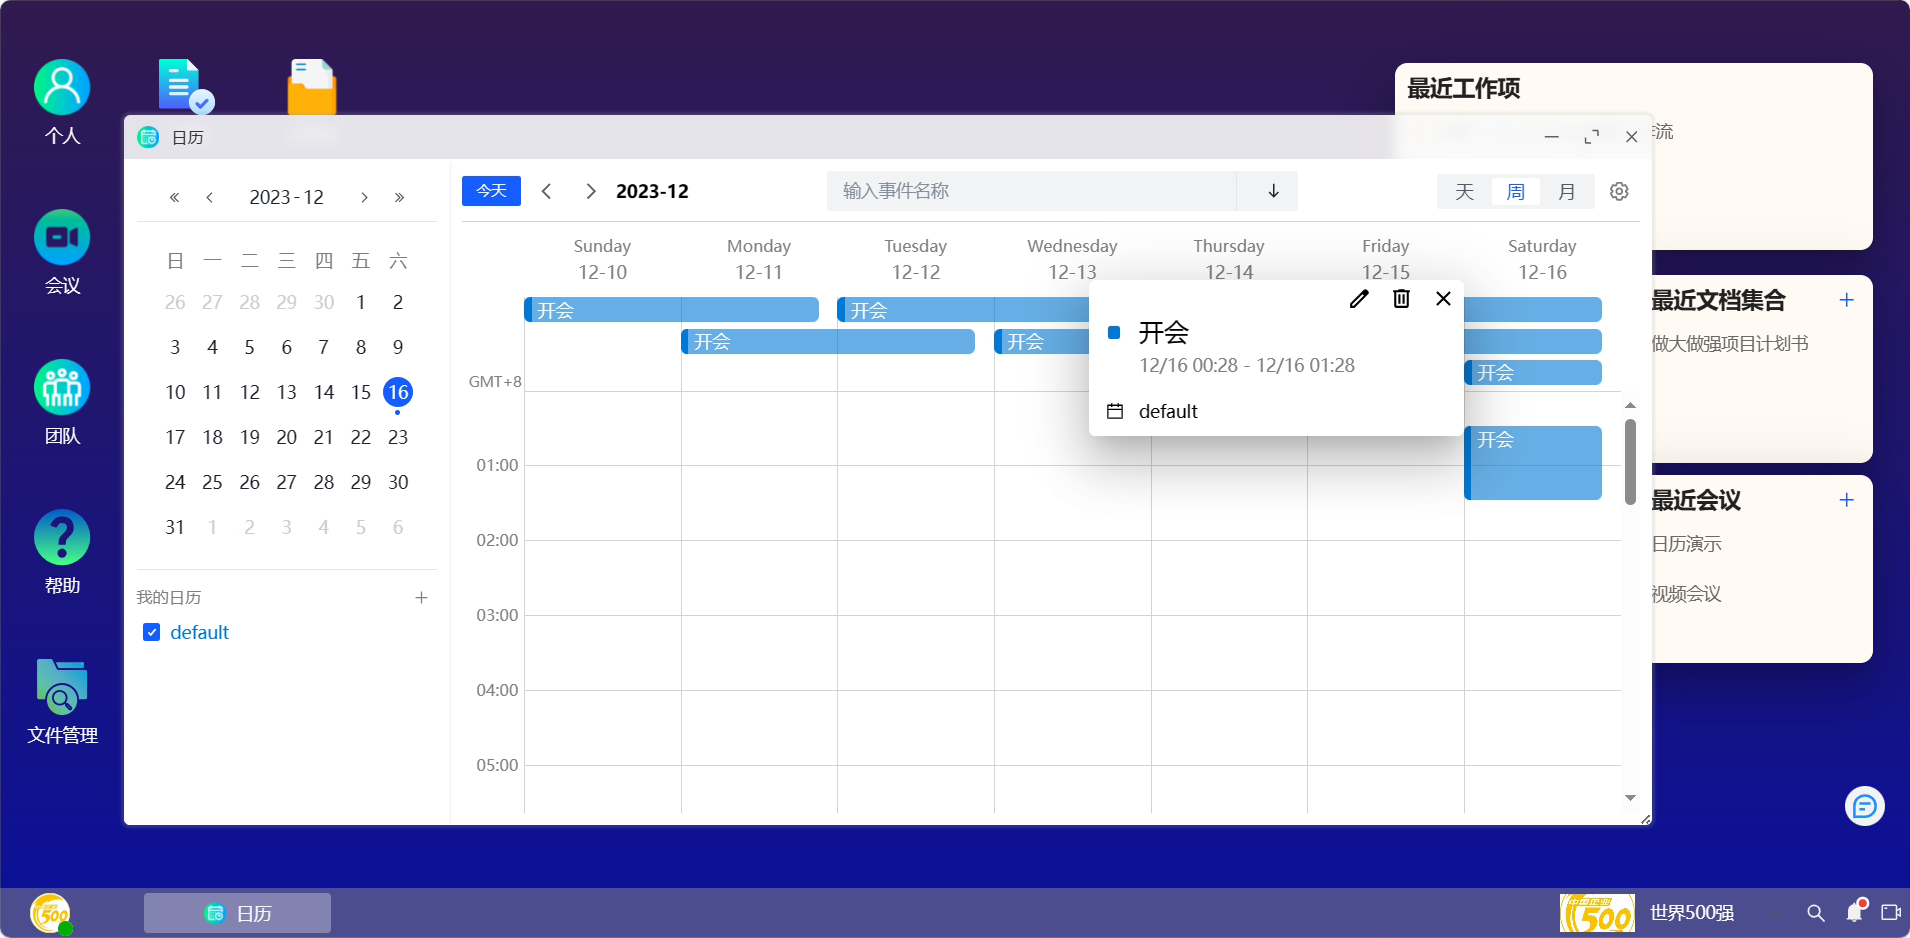 个人
会议
团队
帮助
文件管理
最近工作项
流
最近文档集合
做大做强项目计划书
最近会议
日历演示
视频会议
日历
2023-12
日 一 二 三 四 五 六
26 27 28 29 30 1 2
3 4 5 6 7 8 9
10 11 12 13 14 15 16
17 18 19 20 21 22 23
24 25 26 27 28 29 30
31 1 2 3 4 5 6
我的日历
default
今天
2023-12
输入事件名称
天 周 月
Sunday Monday Tuesday Wednesday Thursday Friday Saturday
12-10 12-11 12-12 12-13 12-14 12-15 12-16
开会 开会
开会 开会
开会
GMT+8
开会
01:00
02:00
03:00
04:00
05:00
开会
12/16 00:28 - 12/16 01:28
default
500
日历
中国企业
500
世界500强